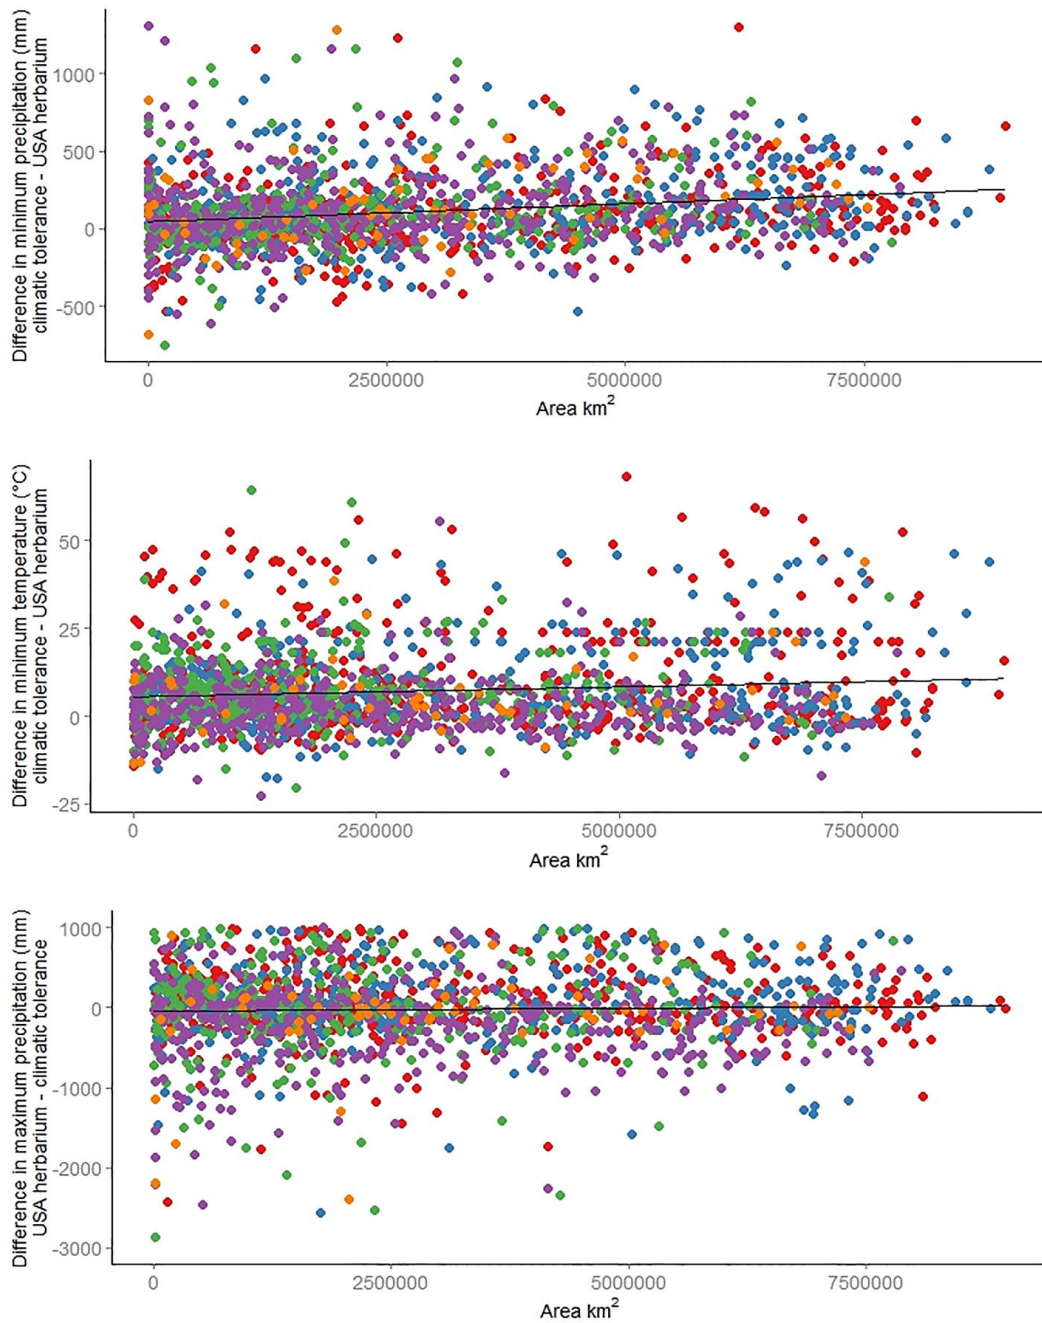 Difference in minimum precipitation (mm)
climatic tolerance - USA herbarium
1000
500
0
-500
0 2500000 5000000 7500000
Area km²
Difference in minimum temperature (°C)
climatic tolerance - USA herbarium
50
25
0
-25
0 2500000 5000000 7500000
Area km²
Difference in maximum precipitation (mm)
USA herbarium - climatic tolerance
1000
0
-1000
-2000
-3000
0 2500000 5000000 7500000
Area km²